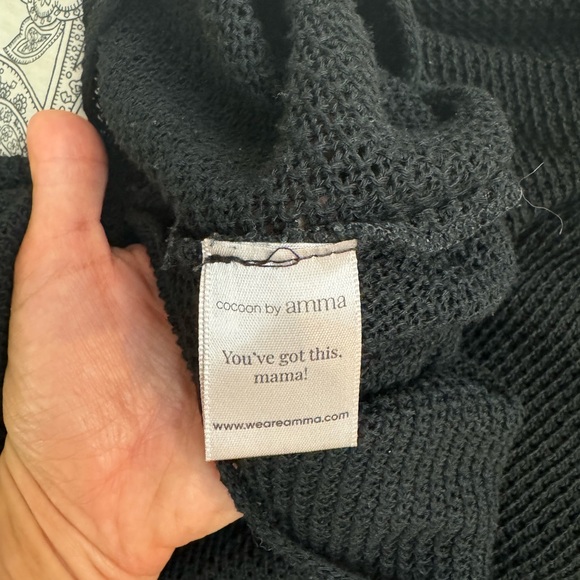 cocoon by amma
You've got this.
mama!
www.weareamma.com